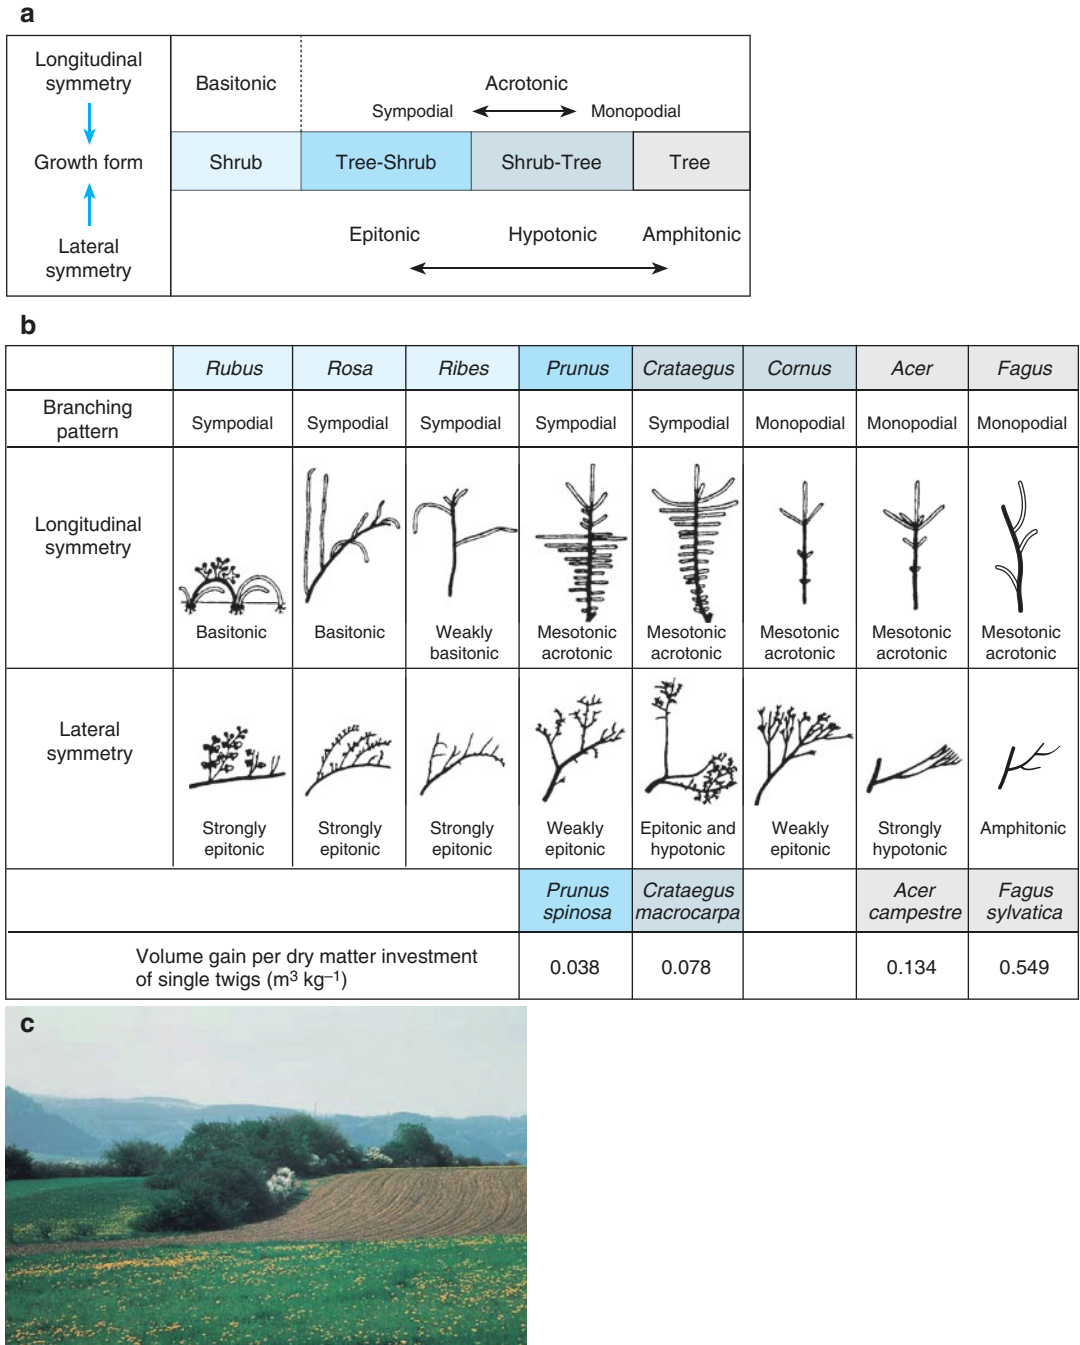 a
Longitudinal
symmetry
Growth form
Lateral
symmetry
Basitonic
Acrotonic
Sympodial
Monopodial
Shrub
Tree-Shrub
Shrub-Tree
Tree
Epitonic
Hypotonic
Amphitonic
b
Rubus
Rosa
Ribes
Prunus
Crataegus
Cornus
Acer
Fagus
Branching
pattern
Sympodial
Sympodial
Sympodial
Sympodial
Sympodial
Monopodial
Monopodial
Monopodial
Longitudinal
symmetry
Basitonic
Basitonic
Weakly
basitonic
Mesotonic
acrotonic
Mesotonic
acrotonic
Mesotonic
acrotonic
Mesotonic
acrotonic
Mesotonic
acrotonic
Lateral
symmetry
Strongly
epitonic
Strongly
epitonic
Strongly
epitonic
Weakly
epitonic
Epitonic and
hypotonic
Weakly
epitonic
Strongly
hypotonic
Amphitonic
Prunus
spinosa
Crataegus
macrocarpa
Acer
campestre
Fagus
sylvatica
Volume gain per dry matter investment
of single twigs (m³ kg⁻¹)
0.038
0.078
0.134
0.549
c